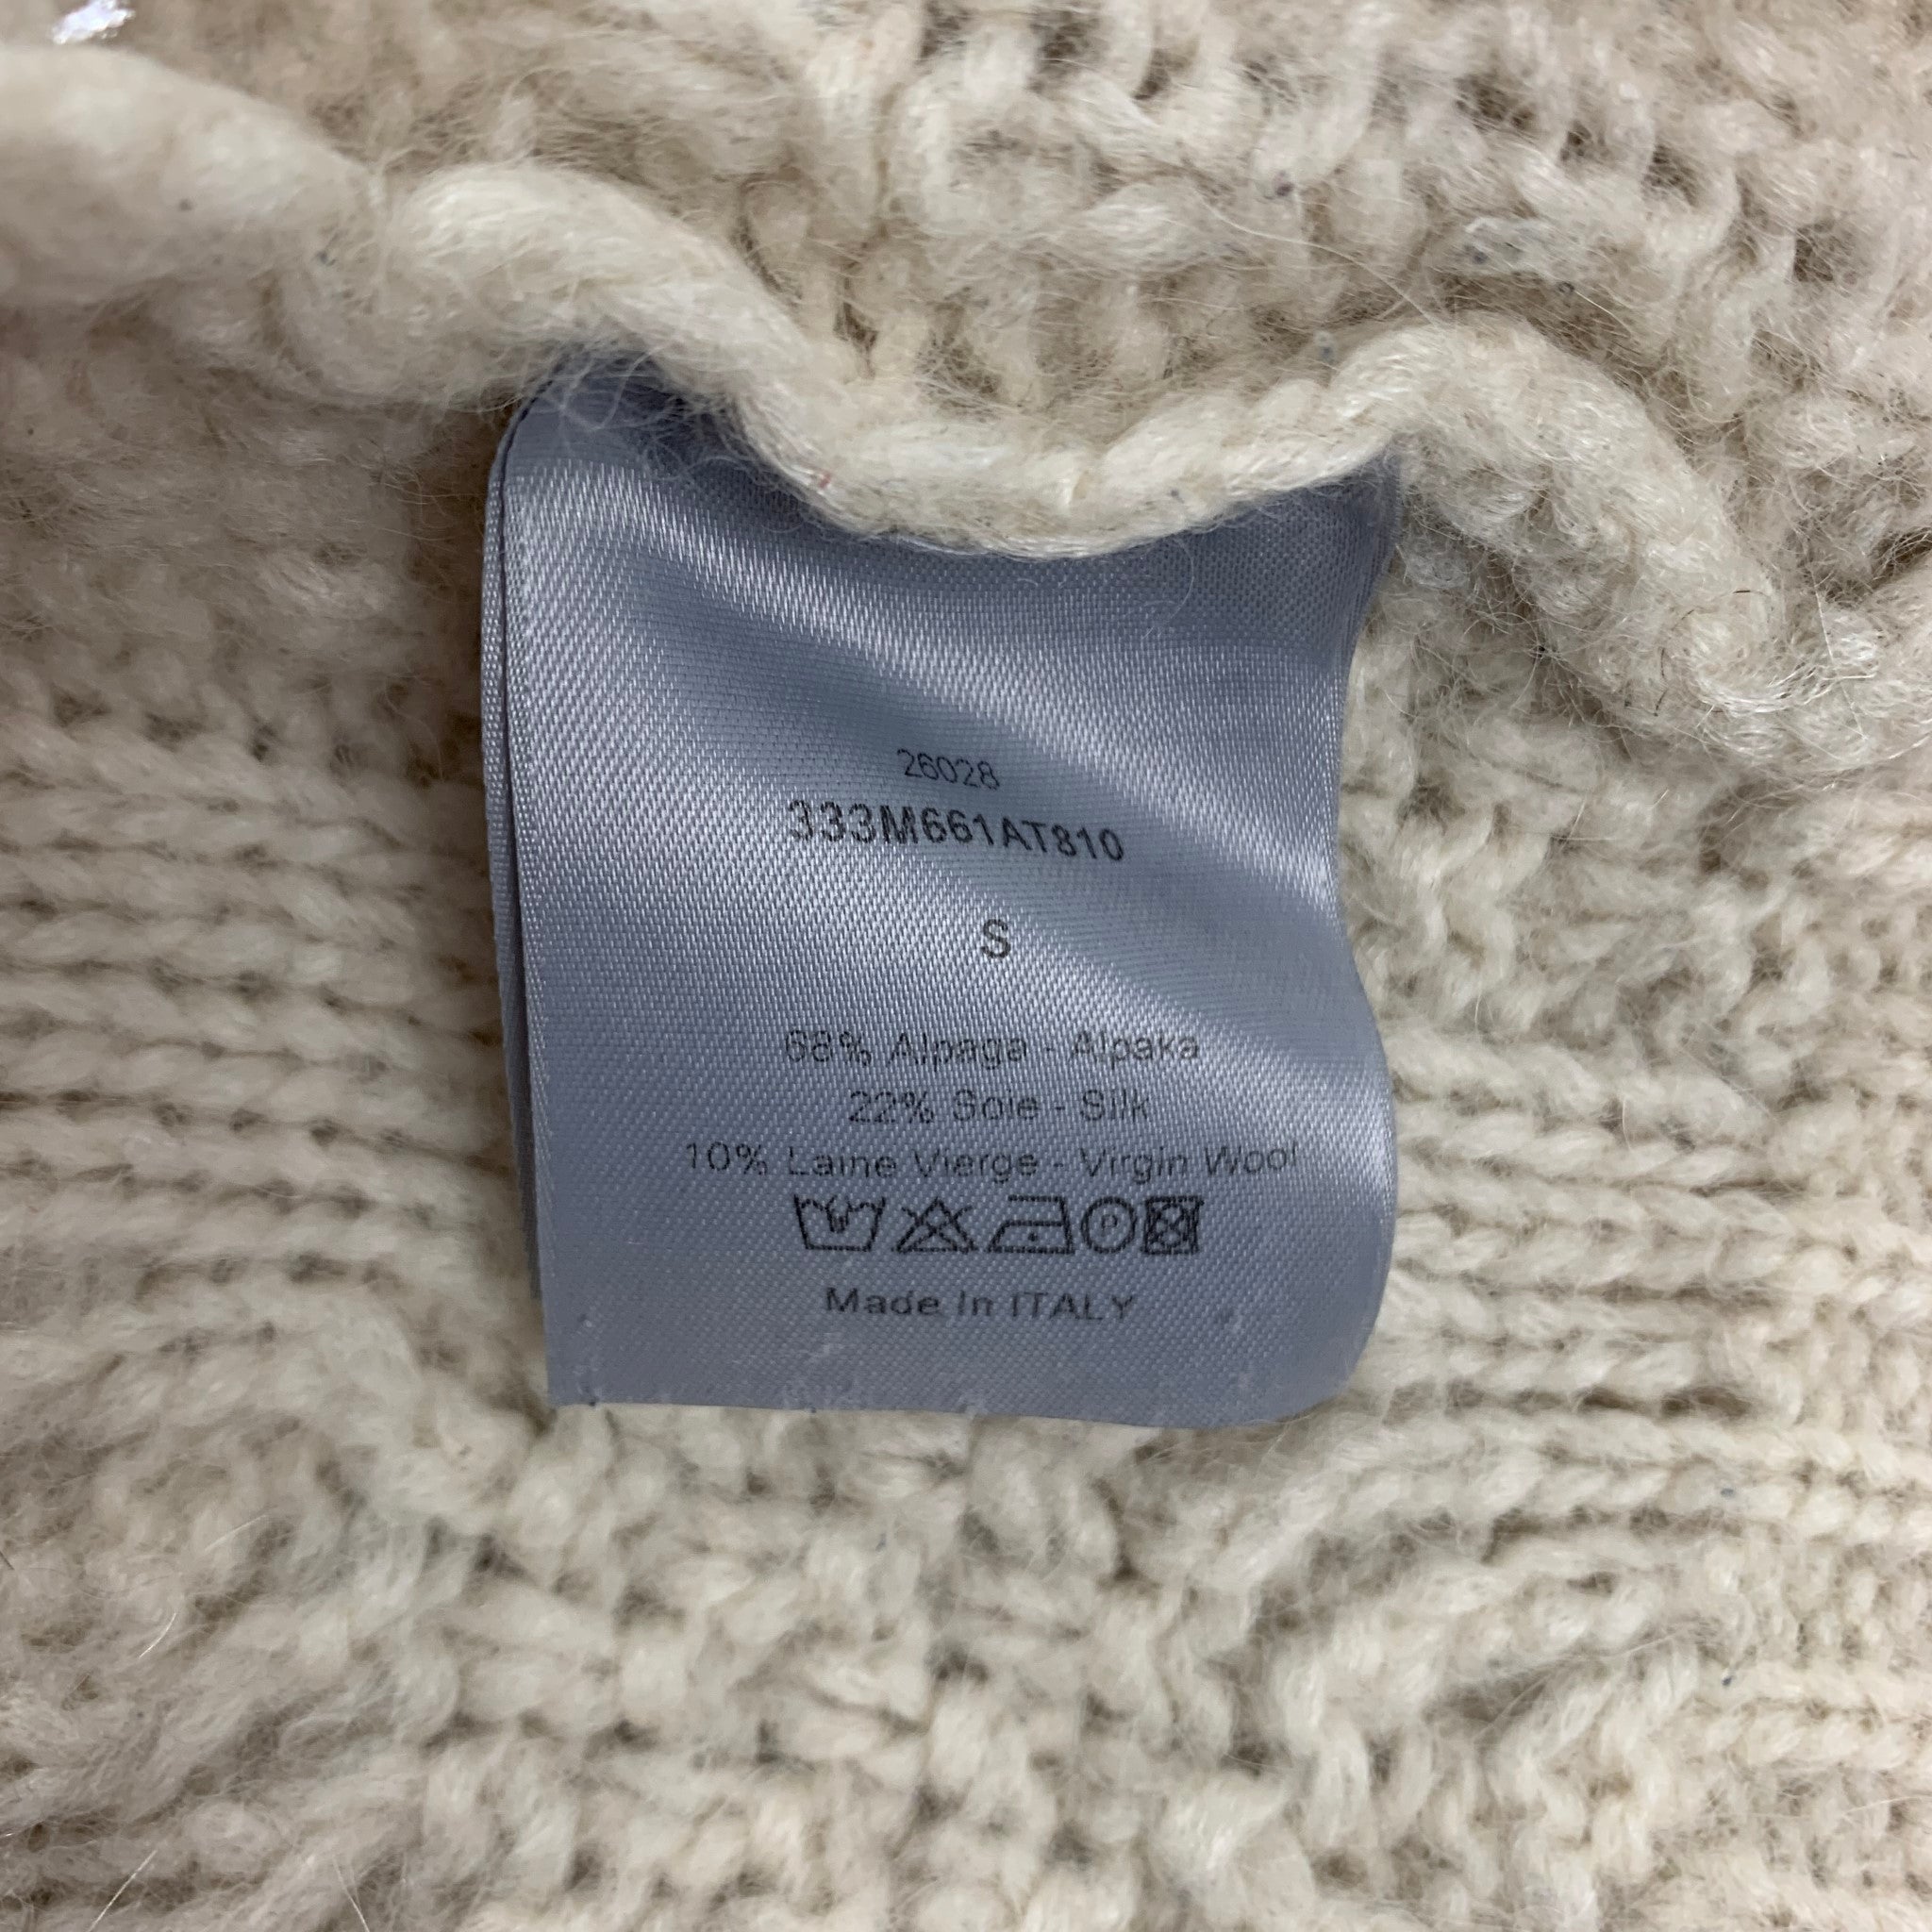 26028
333M661AT810
S
68% Alpaga - Alpaka
22% Soie - Silk
10% Laine Vierge - Virgin Wool
P
Made In ITALY